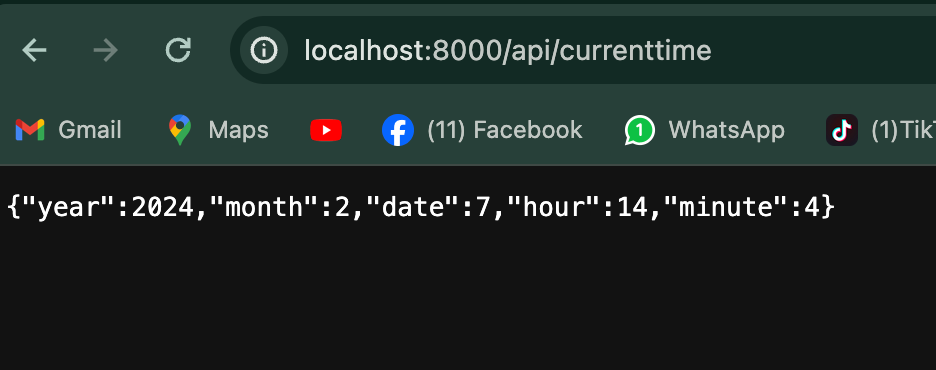 localhost:8000/api/currenttime
Gmail Maps (11) Facebook 1 WhatsApp (1)TikT
{"year":2024,"month":2,"date":7,"hour":14,"minute":4}